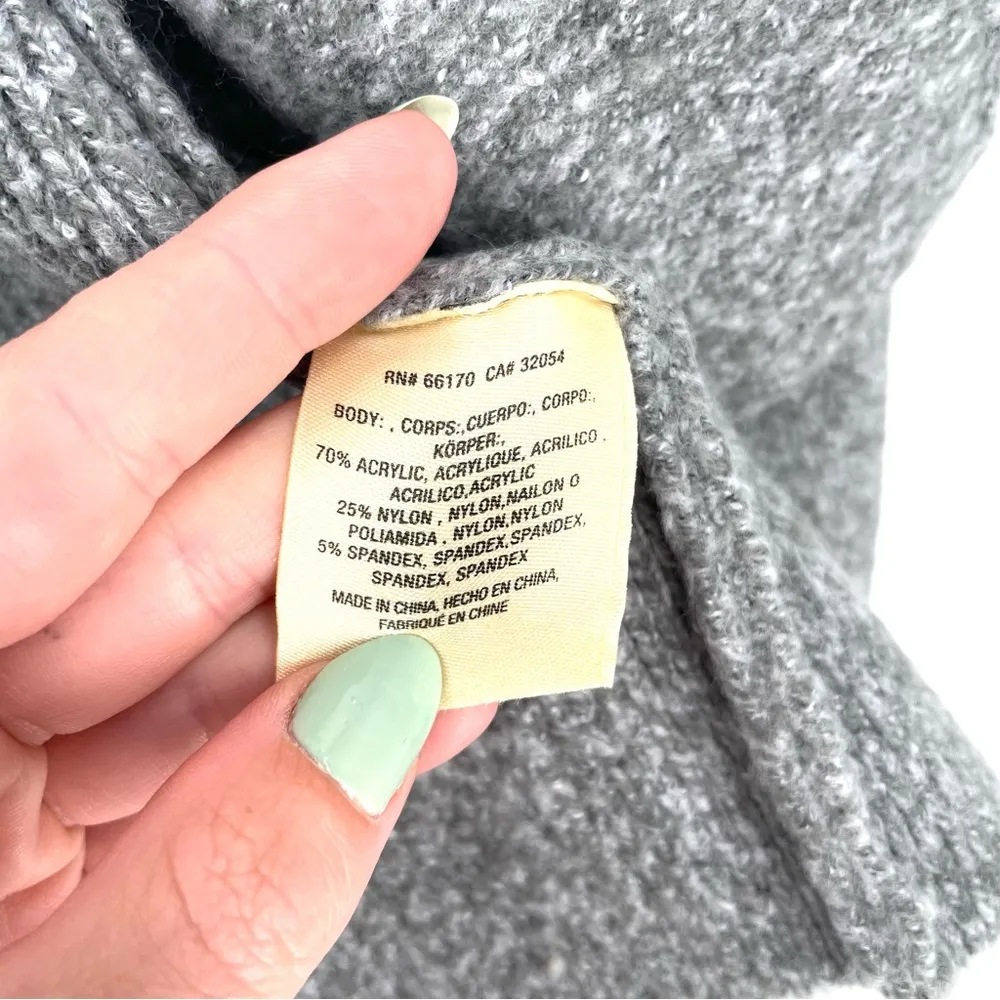 RN# 66170 CA# 32054
BODY: , CORPS:,CUERPO:, CORPO:,
KÖRPER:,
70% ACRYLIC, ACRYLIQUE, ACRILICO ,
ACRILICO,ACRYLIC
25% NYLON , NYLON,NAILON O
POLIAMIDA , NYLON,NYLON
5% SPANDEX, SPANDEX,SPANDEX,
SPANDEX, SPANDEX
MADE IN CHINA, HECHO EN CHINA,
FABRIQUÉ EN CHINE